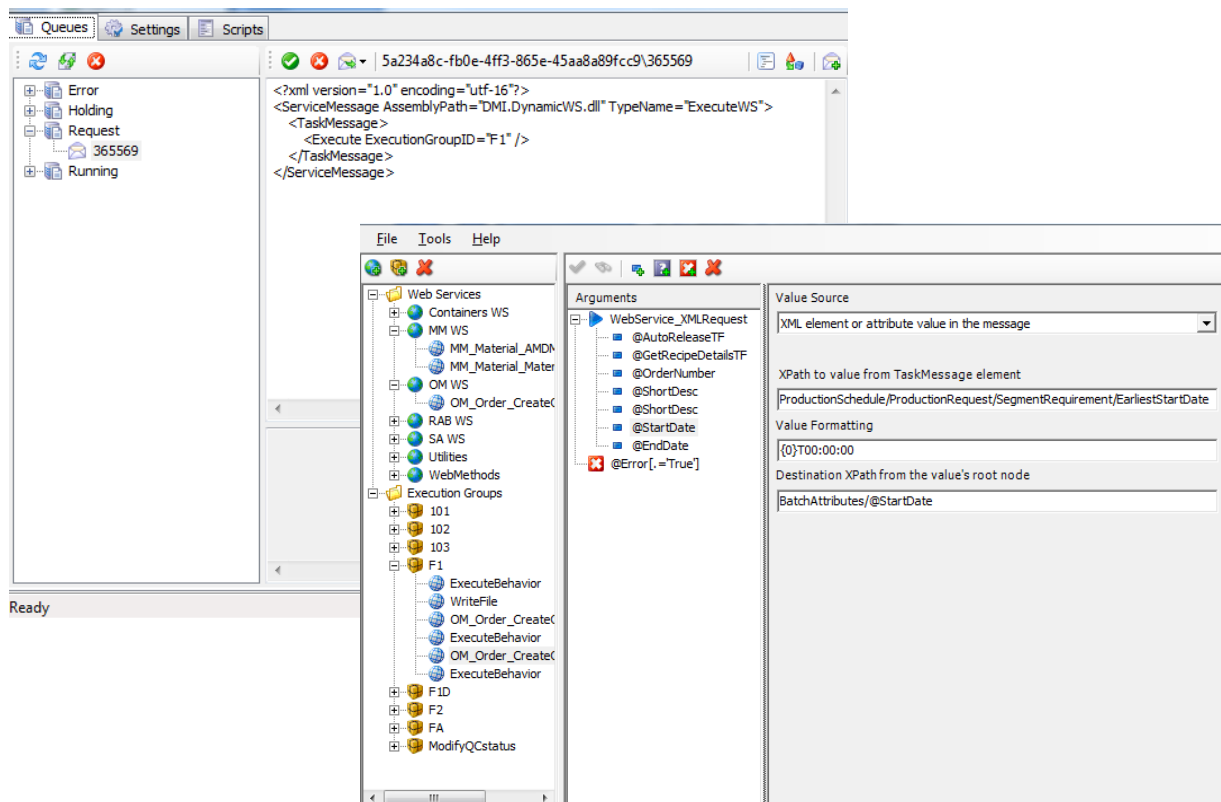 Queues Settings Scripts
5a234a8c-fb0e-4ff3-865e-45aa8a89fcc9\365569
Error
Holding
Request
365569
Running
<?xml version="1.0" encoding="utf-16"?>
<ServiceMessage AssemblyPath="DMI.DynamicWS.dll" TypeName="ExecuteWS">
<TaskMessage>
<Execute ExecutionGroupID="F1" />
</TaskMessage>
</ServiceMessage>
Ready
File Tools Help
Web Services
Containers WS
MM WS
MM_Material_AMDM
MM_Material_Mater
OM WS
OM_Order_CreateO
RAB WS
SA WS
Utilities
WebMethods
Execution Groups
101
102
103
F1
ExecuteBehavior
WriteFile
OM_Order_CreateO
ExecuteBehavior
OM_Order_CreateO
ExecuteBehavior
F1D
F2
FA
ModifyQCstatus
Arguments
WebService_XMLRequest
@AutoReleaseTF
@GetRecipeDetailsTF
@OrderNumber
@ShortDesc
@ShortDesc
@StartDate
@EndDate
@Error[.='True']
Value Source
XML element or attribute value in the message
XPath to value from TaskMessage element
ProductionSchedule/ProductionRequest/SegmentRequirement/EarliestStartDate
Value Formatting
{0}T00:00:00
Destination XPath from the value's root node
BatchAttributes/@StartDate